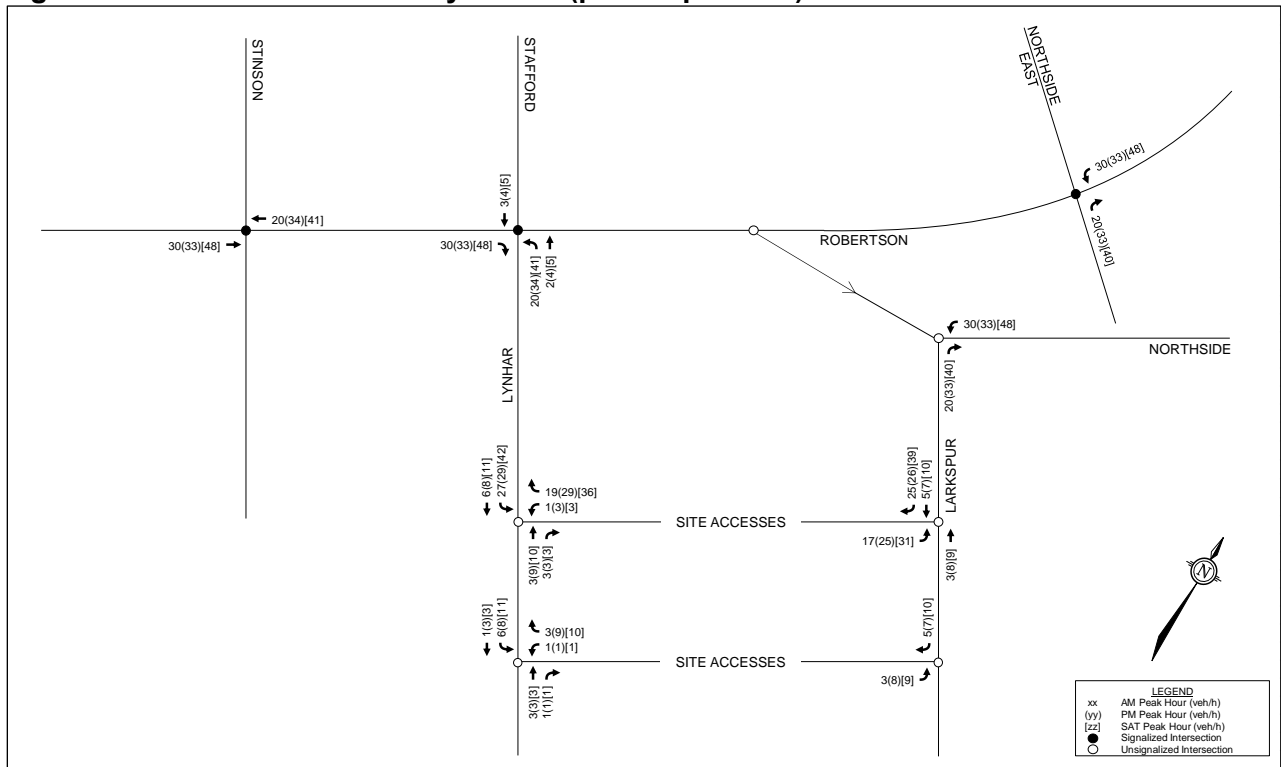 STINSON
STAFFORD
NORTHSIDE
EAST
30(33)[48]
3(4)[5]
20(34)[41]
30(33)[48]
30(33)[48]
20(34)[41]
2(4)[5]
20(33)[40]
ROBERTSON
30(33)[48]
NORTHSIDE
LYNHAR
20(33)[40]
LARKSPUR
6(8)[11]
27(29)[42]
19(29)[36]
1(3)[3]
25(26)[39]
5(7)[10]
SITE ACCESSES
17(25)[31]
3(9)[10]
3(3)[3]
3(8)[9]
1(3)[3]
6(8)[11]
3(9)[10]
1(1)[1]
5(7)[10]
SITE ACCESSES
3(8)[9]
3(3)[3]
1(1)[1]
N
LEGEND
xx AM Peak Hour (veh/h)
(yy) PM Peak Hour (veh/h)
[zz] SAT Peak Hour (veh/h)
Signalized Intersection
Unsignalized Intersection